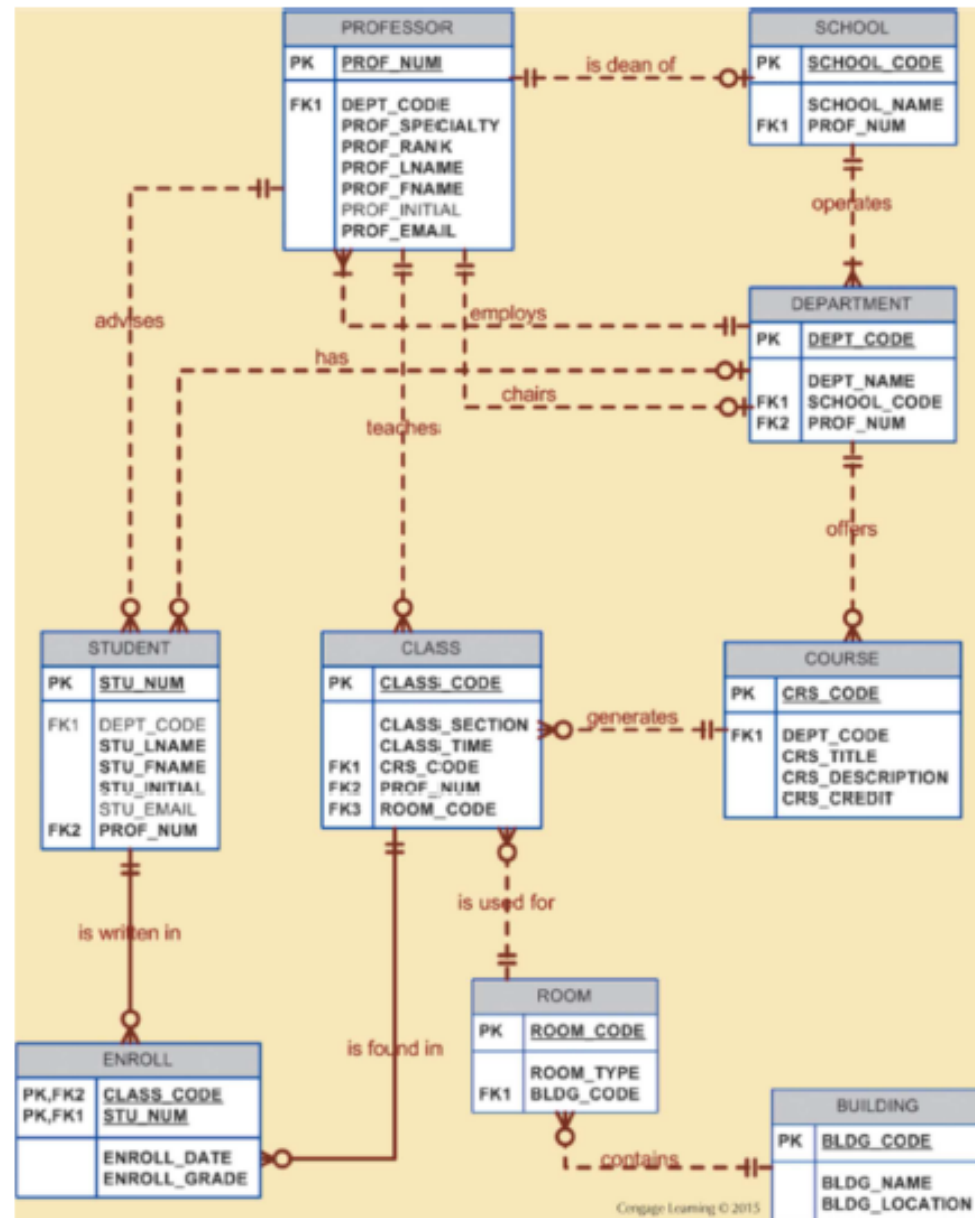 PROFESSOR
PK PROF_NUM
FK1 DEPT_CODE
PROF_SPECIALTY
PROF_RANK
PROF_LNAME
PROF_FNAME
PROF_INITIAL
PROF_EMAIL
is dean of
SCHOOL
PK SCHOOL_CODE
SCHOOL_NAME
FK1 PROF_NUM
operates
advises
employs
has
chairs
teaches
DEPARTMENT
PK DEPT_CODE
DEPT_NAME
FK1 SCHOOL_CODE
FK2 PROF_NUM
offers
STUDENT
PK STU_NUM
FK1 DEPT_CODE
STU_LNAME
STU_FNAME
STU_INITIAL
STU_EMAIL
FK2 PROF_NUM
CLASS
PK CLASS_CODE
CLASS_SECTION
CLASS_TIME
FK1 CRS_CODE
FK2 PROF_NUM
FK3 ROOM_CODE
generates
COURSE
PK CRS_CODE
FK1 DEPT_CODE
CRS_TITLE
CRS_DESCRIPTION
CRS_CREDIT
is written in
is used for
is found in
ROOM
PK ROOM_CODE
ROOM_TYPE
FK1 BLDG_CODE
ENROLL
PK,FK2 CLASS_CODE
PK,FK1 STU_NUM
ENROLL_DATE
ENROLL_GRADE
contains
BUILDING
PK BLDG_CODE
BLDG_NAME
BLDG_LOCATION
Cengage Learning © 2015